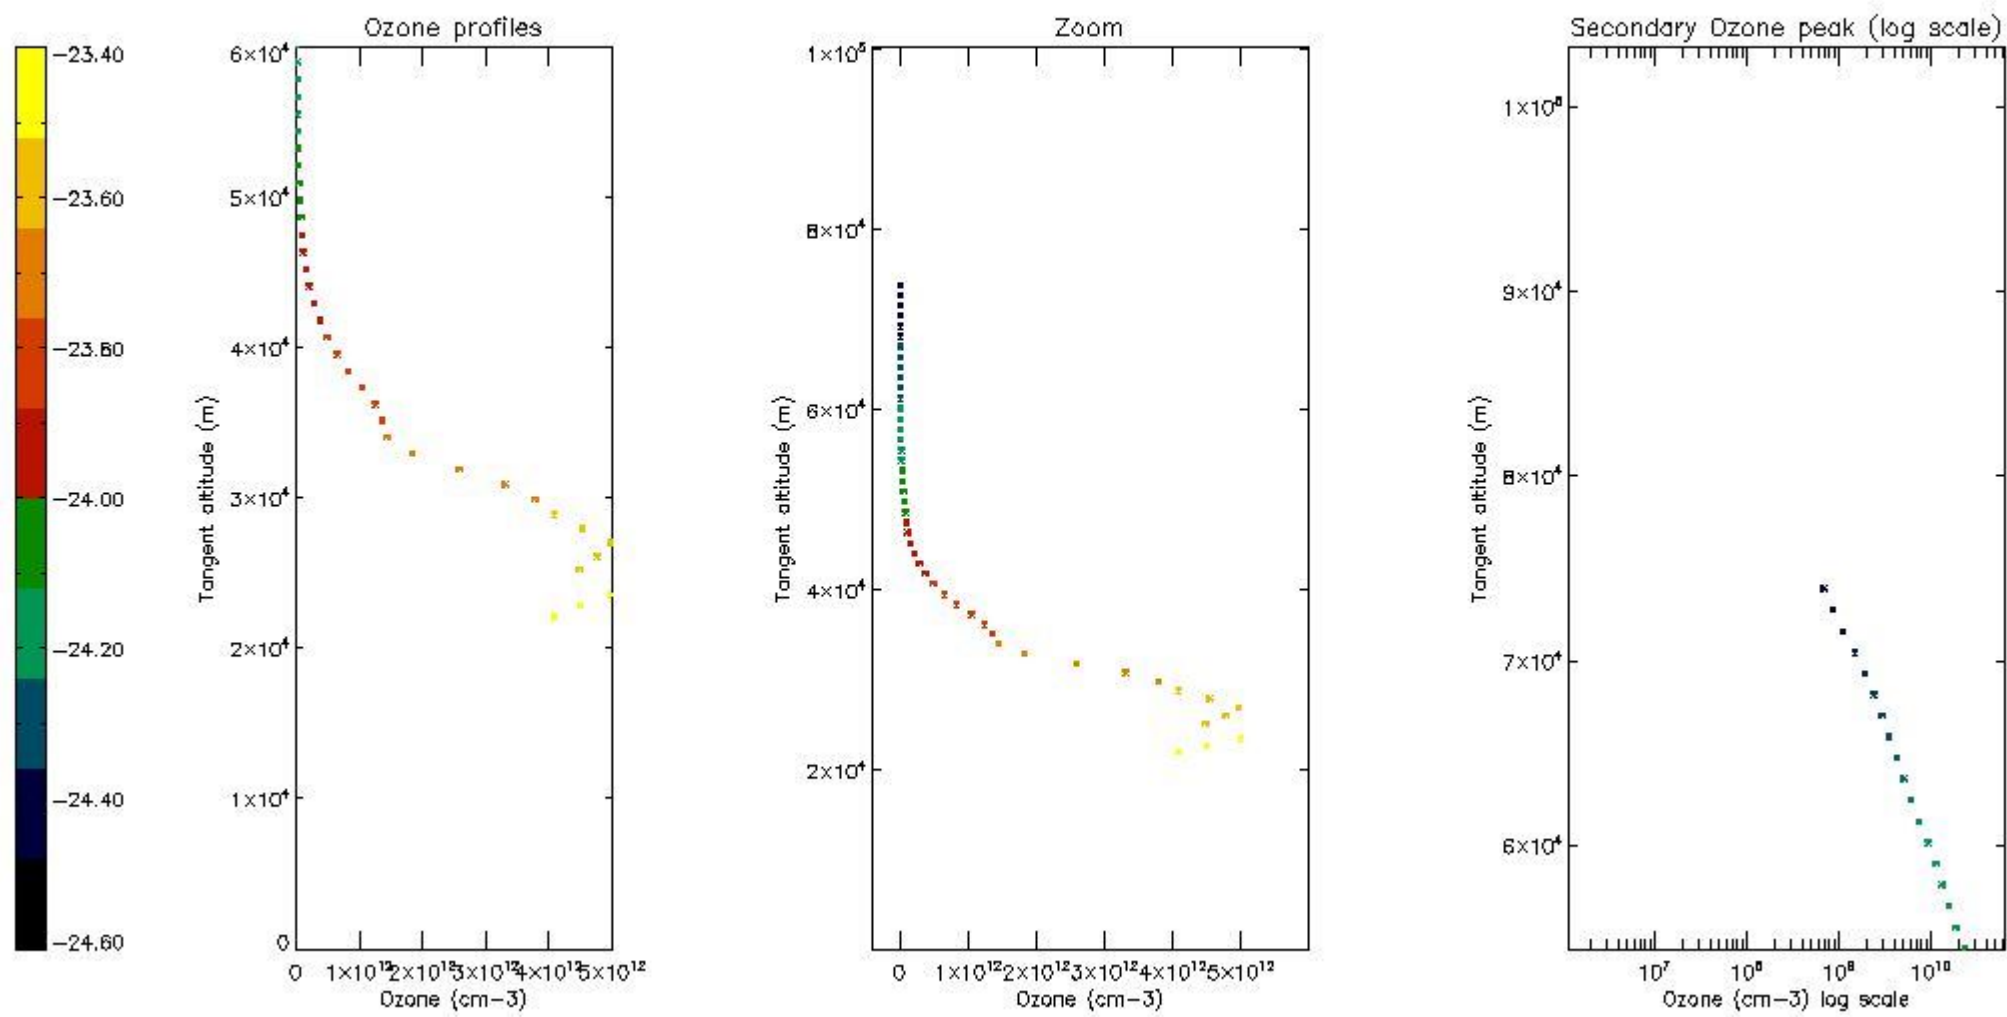 Ozone profiles
Zoom
Secondary Ozone peak (log scale)
-23.40
-23.60
-23.80
-24.00
-24.20
-24.40
-24.60
6×10⁴
5×10⁴
4×10⁴
3×10⁴
2×10⁴
1×10⁴
0
Tangent altitude (m)
0 1×10¹² 2×10¹² 3×10¹² 4×10¹² 5×10¹²
Ozone (cm-3)
1×10⁵
8×10⁴
6×10⁴
4×10⁴
2×10⁴
Tangent altitude (m)
0 1×10¹² 2×10¹² 3×10¹² 4×10¹² 5×10¹²
Ozone (cm-3)
1×10⁵
9×10⁴
8×10⁴
7×10⁴
6×10⁴
Tangent altitude (m)
10⁷ 10⁸ 10⁹ 10¹⁰
Ozone (cm-3) log scale